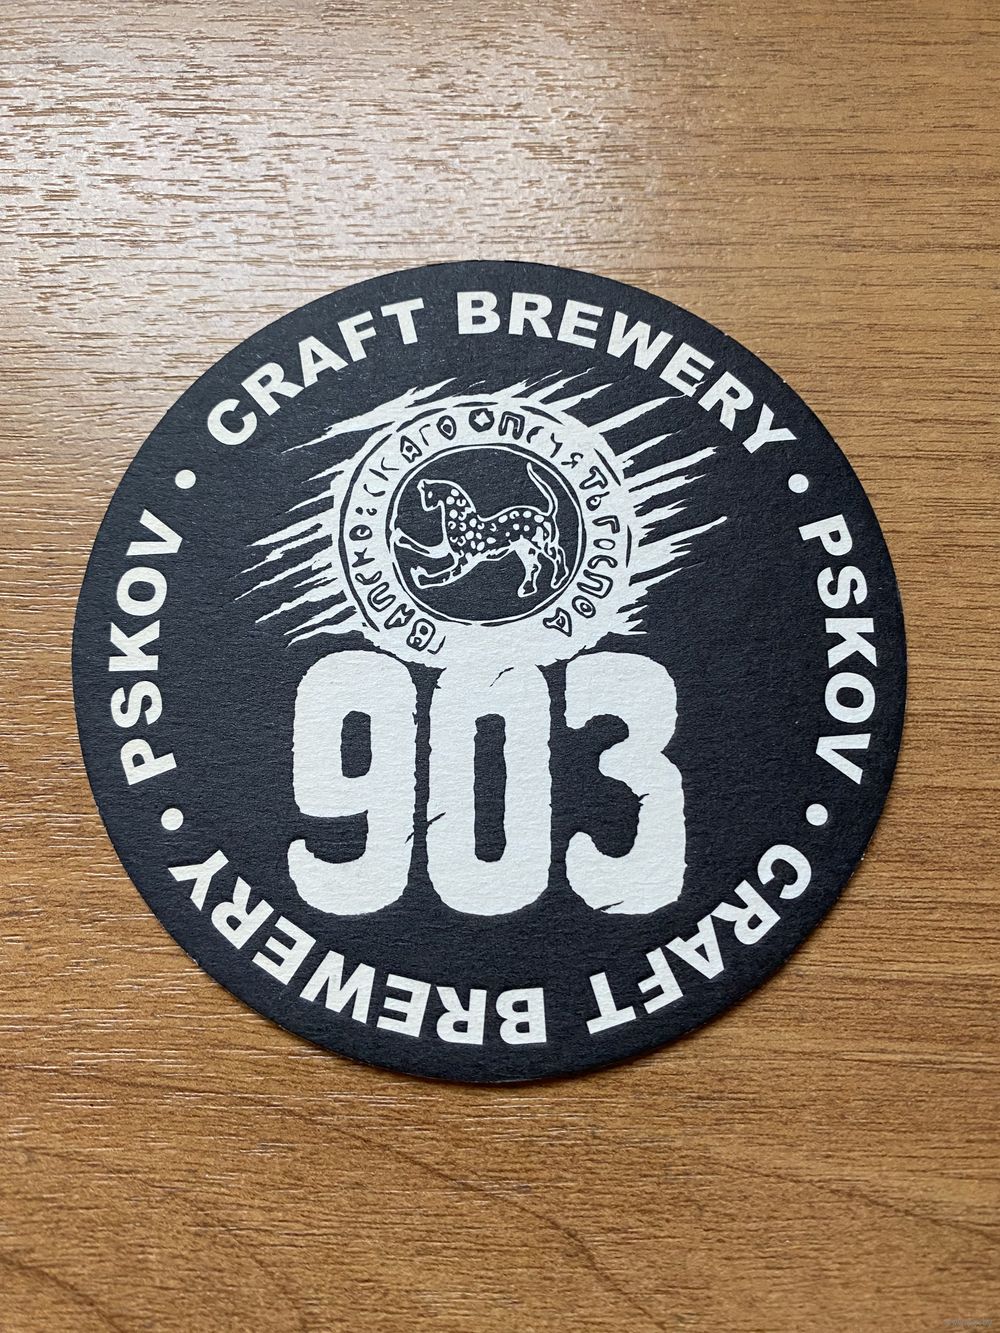 CRAFT BREWERY • PSKOV • CRAFT BREWERY • PSKOV •
903